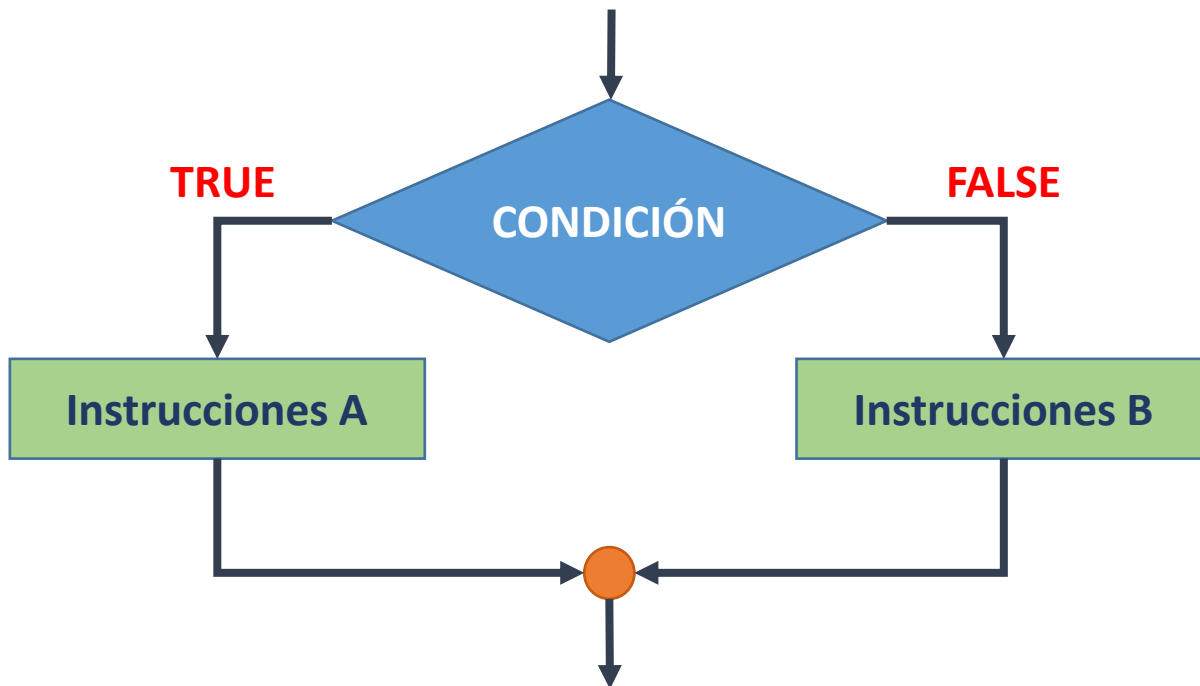 TRUE
FALSE
CONDICIÓN
Instrucciones A
Instrucciones B